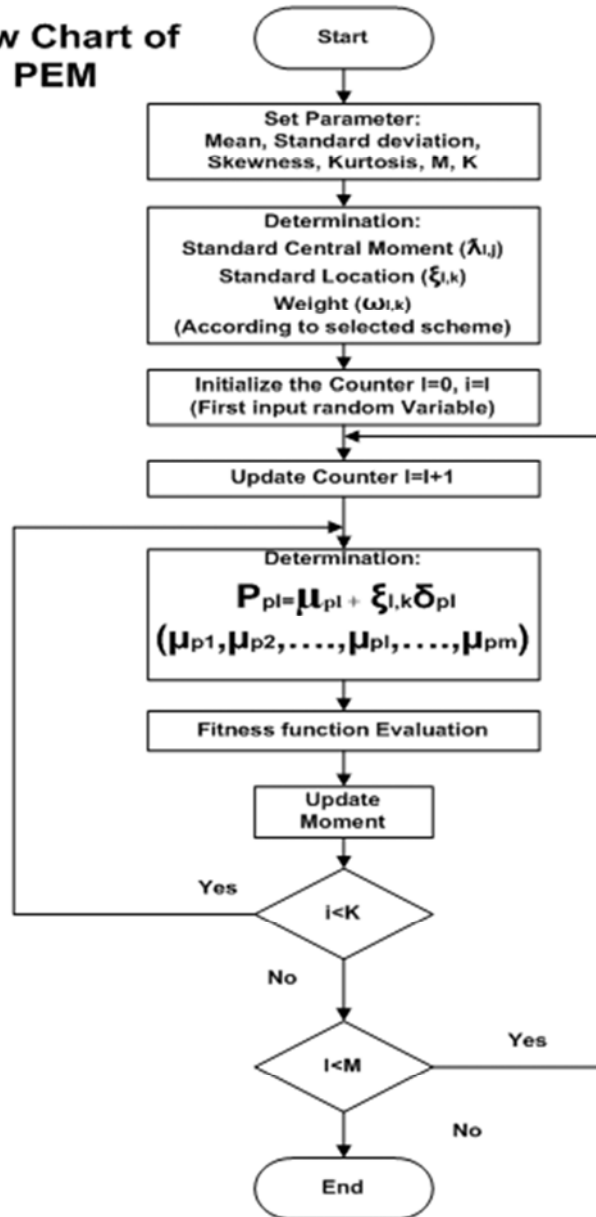 w Chart of
PEM
Start
Set Parameter:
Mean, Standard deviation,
Skewness, Kurtosis, M, K
Determination:
Standard Central Moment (λl,j)
Standard Location (ξl,k)
Weight (ωl,k)
(According to selected scheme)
Initialize the Counter l=0, i=l
(First input random Variable)
Update Counter l=l+1
Determination:
Ppl=μpl + ξl,kδpl
(μp1,μp2,....,μpl,....,μpm)
Fitness function Evaluation
Update
Moment
Yes
i<K
No
l<M
Yes
No
End